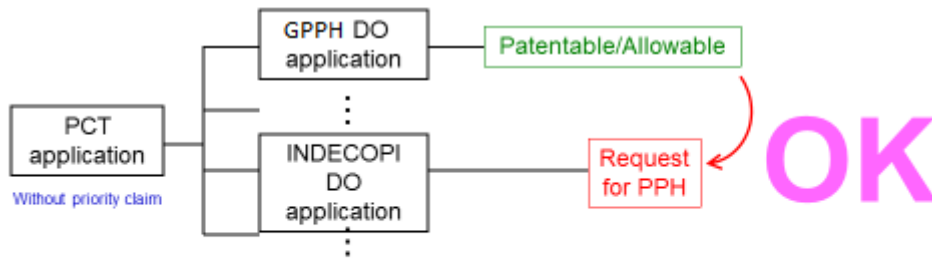 GPPH DO
application
Patentable/Allowable
PCT
application
Without priority claim
INDECOPI
DO
application
Request
for PPH
OK